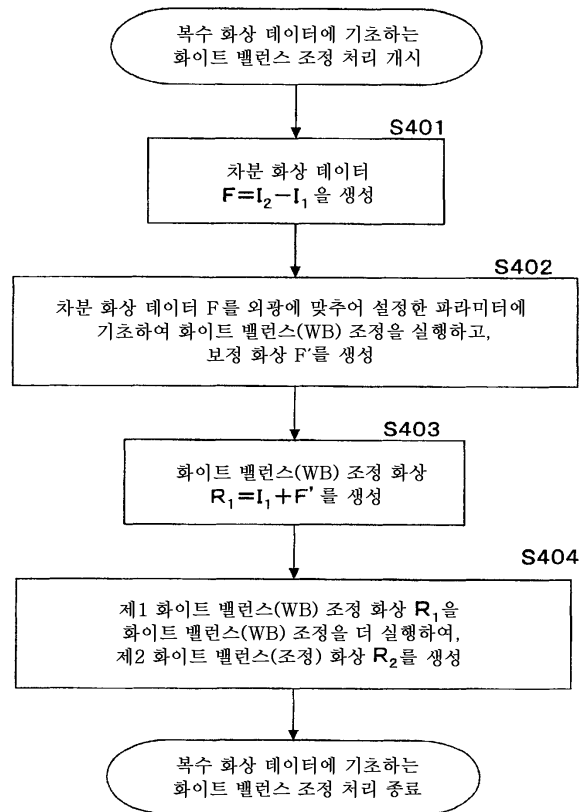 복수 화상 데이터에 기초하는
화이트 밸런스 조정 처리 개시
S401
차분 화상 데이터
F=I₂−I₁을 생성
S402
차분 화상 데이터 F를 외광에 맞추어 설정한 파라미터에
기초하여 화이트 밸런스(WB) 조정을 실행하고,
보정 화상 F'를 생성
S403
화이트 밸런스(WB) 조정 화상
R₁=I₁+F' 를 생성
S404
제1 화이트 밸런스(WB) 조정 화상 R₁을
화이트 밸런스(WB) 조정을 더 실행하여,
제2 화이트 밸런스(조정) 화상 R₂를 생성
복수 화상 데이터에 기초하는
화이트 밸런스 조정 처리 종료